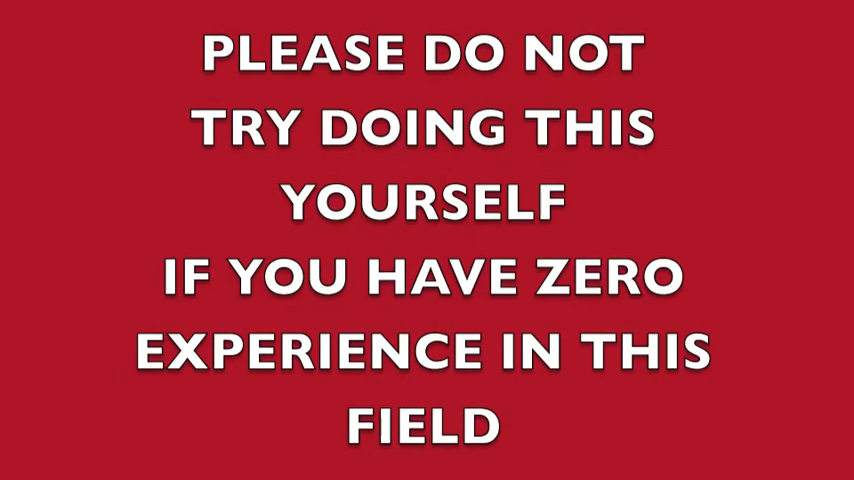 PLEASE DO NOT
TRY DOING THIS
YOURSELF
IF YOU HAVE ZERO
EXPERIENCE IN THIS
FIELD